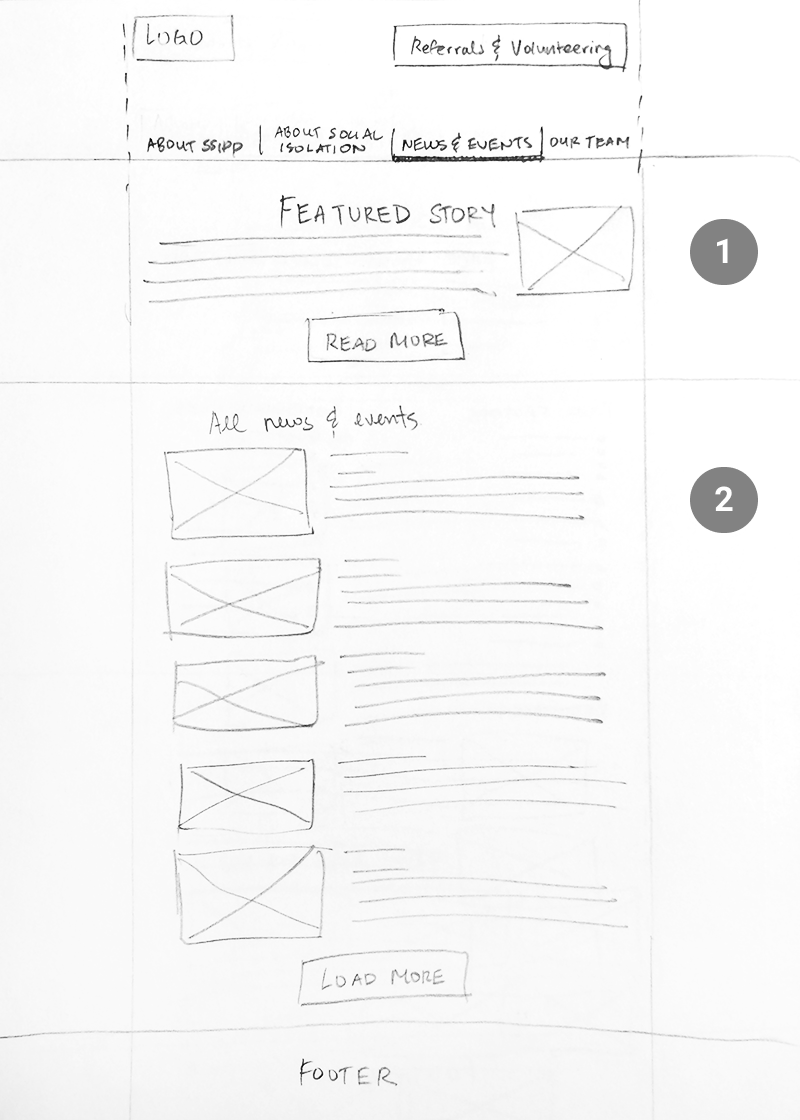 LOGO
Referrals & Volunteering
ABOUT SSIPD
ABOUT SOCIAL
ISOLATION
NEWS & EVENTS
OUR TEAM
FEATURED STORY
1
READ MORE
All news & events
2
LOAD MORE
FOOTER